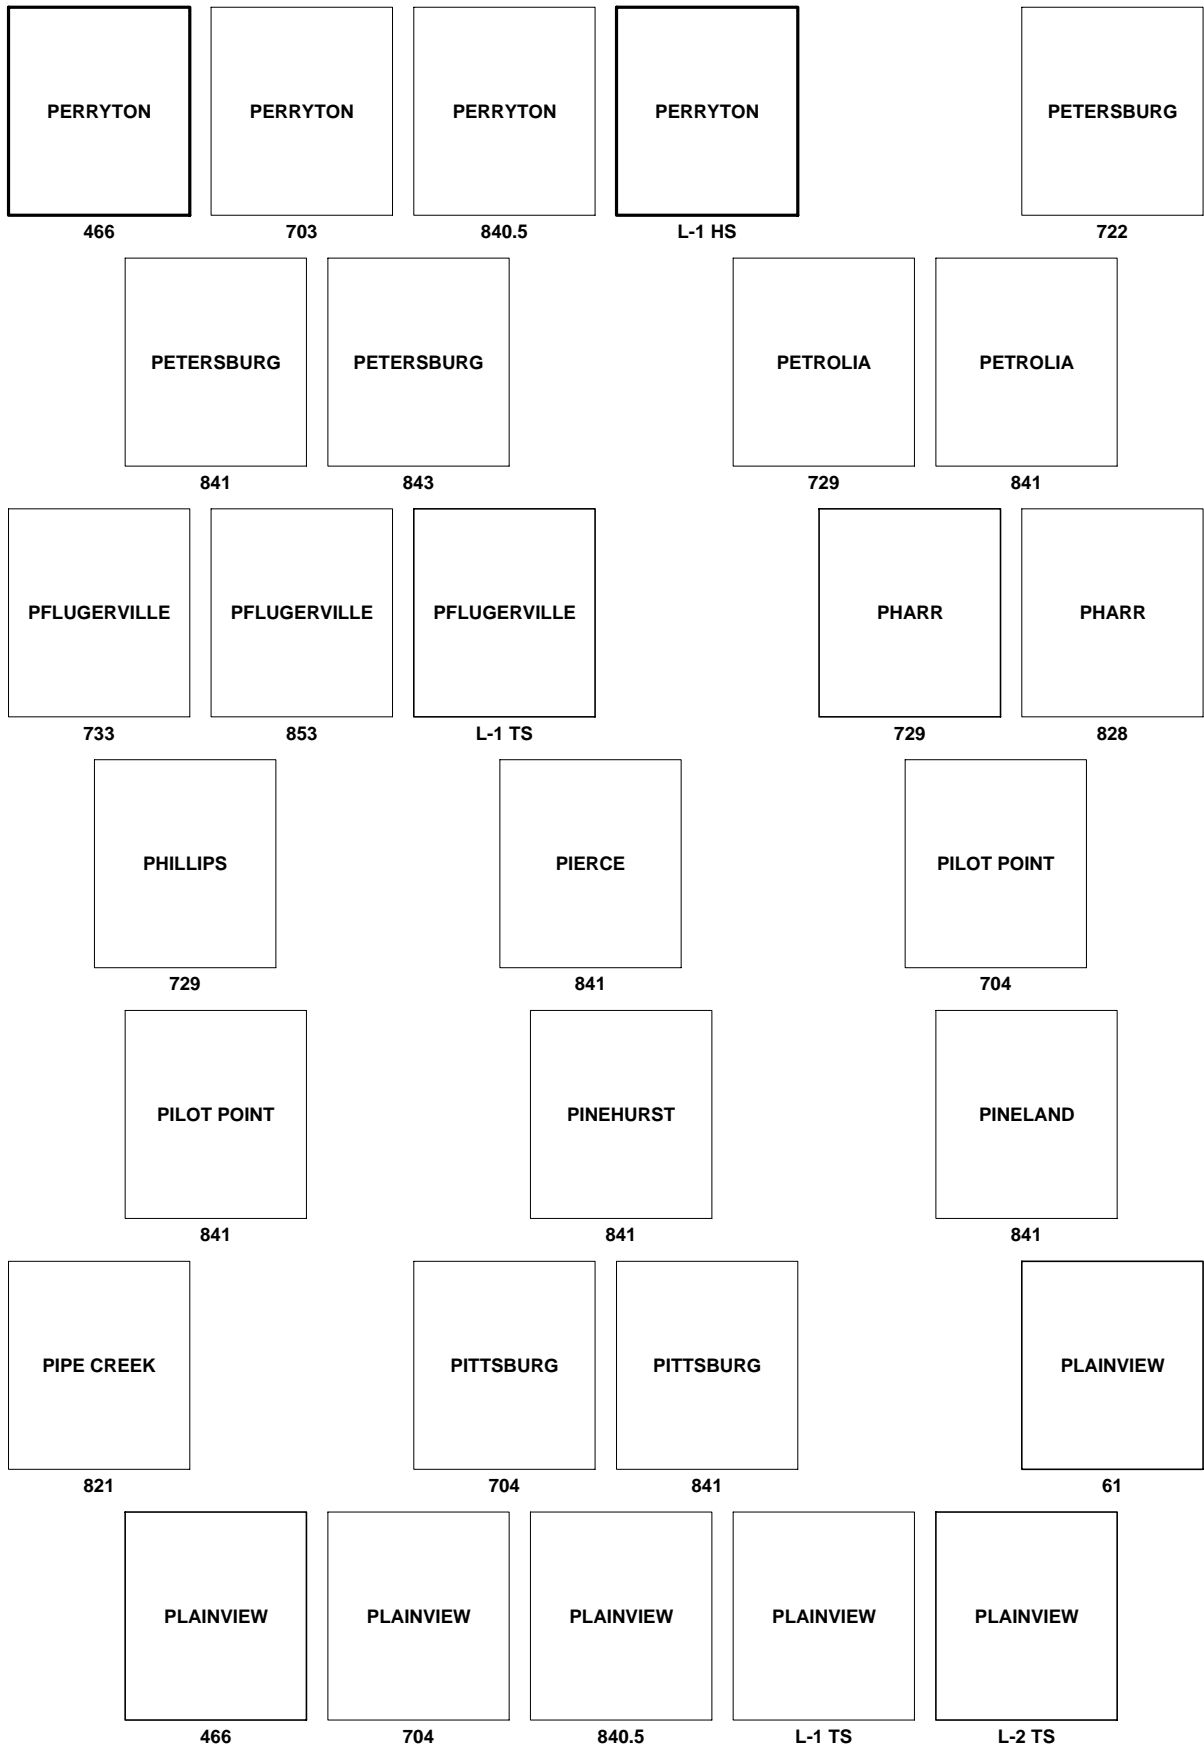 PERRYTON PERRYTON PERRYTON PERRYTON PETERSBURG
466 703 840.5 L-1 HS 722
PETERSBURG PETERSBURG PETROLIA PETROLIA
841 843 729 841
PFLUGERVILLE PFLUGERVILLE PFLUGERVILLE PHARR PHARR
733 853 L-1 TS 729 828
PHILLIPS PIERCE PILOT POINT
729 841 704
PILOT POINT PINEHURST PINELAND
841 841 841
PIPE CREEK PITTSBURG PITTSBURG PLAINVIEW
821 704 841 61
PLAINVIEW PLAINVIEW PLAINVIEW PLAINVIEW PLAINVIEW
466 704 840.5 L-1 TS L-2 TS